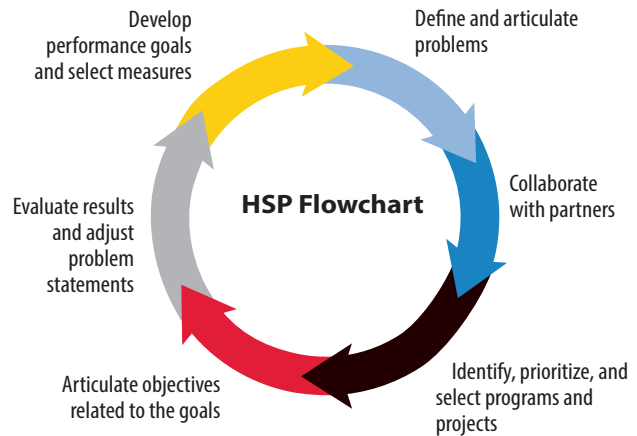 Develop
performance goals
and select measures
Define and articulate
problems
Collaborate
with partners
Identify, prioritize, and
select programs and
projects
Articulate objectives
related to the goals
Evaluate results
and adjust
problem
statements
HSP Flowchart